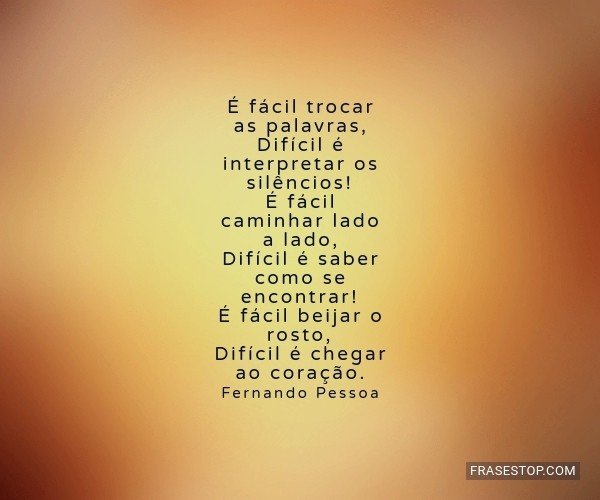 É fácil trocar
as palavras,
Difícil é
interpretar os
silêncios!
É fácil
caminhar lado
a lado,
Difícil é saber
como se
encontrar!
É fácil beijar o
rosto,
Difícil é chegar
ao coração.
Fernando Pessoa
FRASESTOP.COM